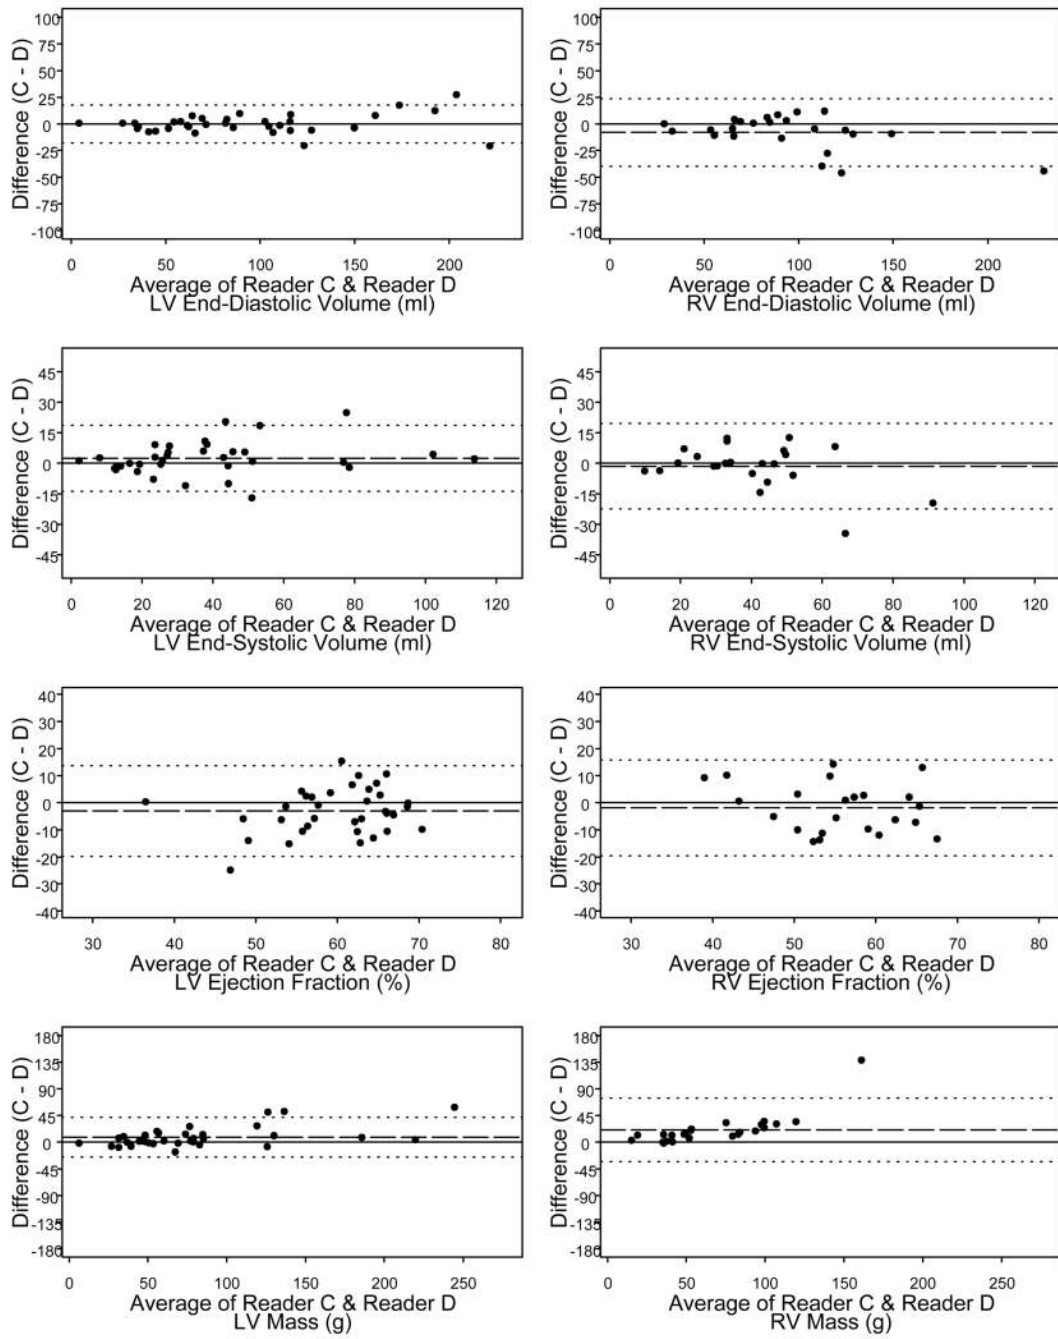 Difference (C - D)
100
75
50
25
0
-25
-50
-75
-100
0 50 100 150 200
Average of Reader C & Reader D
LV End-Diastolic Volume (ml)
Difference (C - D)
100
75
50
25
0
-25
-50
-75
-100
0 50 100 150 200
Average of Reader C & Reader D
RV End-Diastolic Volume (ml)
Difference (C - D)
45
30
15
0
-15
-30
-45
0 20 40 60 80 100 120
Average of Reader C & Reader D
LV End-Systolic Volume (ml)
Difference (C - D)
45
30
15
0
-15
-30
-45
0 20 40 60 80 100 120
Average of Reader C & Reader D
RV End-Systolic Volume (ml)
Difference (C - D)
40
30
20
10
0
-10
-20
-30
-40
30 40 50 60 70 80
Average of Reader C & Reader D
LV Ejection Fraction (%)
Difference (C - D)
40
30
20
10
0
-10
-20
-30
-40
30 40 50 60 70 80
Average of Reader C & Reader D
RV Ejection Fraction (%)
Difference (C - D)
180
135
90
45
0
-45
-90
-135
-180
0 50 100 150 200 250
Average of Reader C & Reader D
LV Mass (g)
Difference (C - D)
180
135
90
45
0
-45
-90
-135
-180
0 50 100 150 200 250
Average of Reader C & Reader D
RV Mass (g)